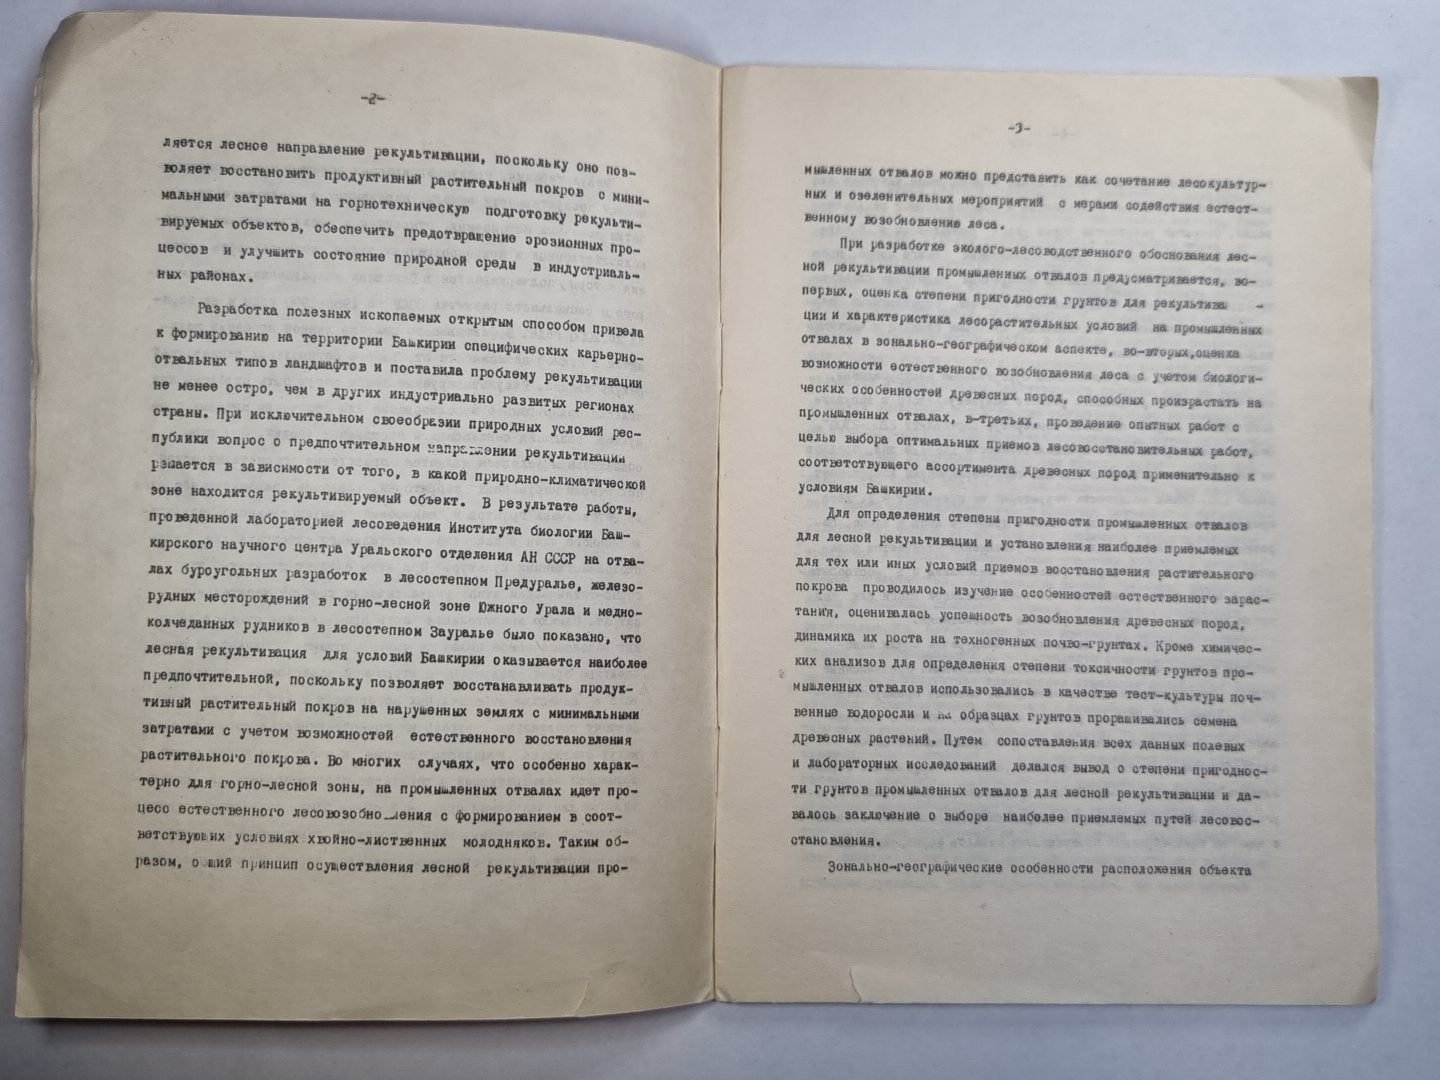 -2-
ляется лесное направление рекультивации, поскольку оно поз-
воляет восстановить продуктивный растительный покров с мини-
мальными затратами на горнотехническую подготовку рекульти-
вируемых объектов, обеспечить предотвращение эрозионных про-
цессов и улучшить состояние природной среды в индустриаль-
ных районах.
Разработка полезных ископаемых открытым способом привела
к формированию на территории Башкирии специфических карьерно-
отвальных типов ландшафтов и поставила проблему рекультивации
не менее остро, чем в других индустриально развитых регионах
страны. При исключительном своеобразии природных условий рес-
публики вопрос о предпочтительном направлении рекультивации
решается в зависимости от того, в какой природно-климатической
зоне находится рекультивируемый объект. В результате работы,
проведенной лабораторией лесоведения Института биологии Баш-
кирского научного центра Уральского отделения АН СССР на отва-
лах буроугольных разработок в лесостепном Предуралье, железо-
рудных месторождений в горно-лесной зоне Южного Урала и медно-
колчеданных рудников в лесостепном Зауралье было показано, что
лесная рекультивация для условий Башкирии оказывается наиболее
предпочтительной, поскольку позволяет восстанавливать продук-
тивный растительный покров на нарушенных землях с минимальными
затратами с учетом возможностей естественного восстановления
растительного покрова. Во многих случаях, что особенно харак-
терно для горно-лесной зоны, на промышленных отвалах идет про-
цесс естественного лесовозобновления с формированием в соот-
ветствующих условиях хвойно-лиственных молодняков. Таким об-
разом, общий принцип осуществления лесной рекультивации про-
-3-
мышленных отвалов можно представить как сочетание лесокультур-
ных и озеленительных мероприятий с мерами содействия естест-
венному возобновлению леса.
При разработке эколого-лесоводственного обоснования лес-
ной рекультивации промышленных отвалов предусматривается, во-
первых, оценка степени пригодности грунтов для рекультива -
ции и характеристика лесорастительных условий на промышленных
отвалах в зонально-географическом аспекте, во-вторых,оценка
возможности естественного возобновления леса с учетом биологи-
ческих особенностей древесных пород, способных произрастать на
промышленных отвалах, в-третьих, проведение опытных работ с
целью выбора оптимальных приемов лесовосстановительных работ,
соответствующего ассортимента древесных пород применительно к
условиям Башкирии.
Для определения степени пригодности промышленных отвалов
для лесной рекультивации и установления наиболее приемлемых
для тех или иных условий приемов восстановления растительного
покрова проводилось изучение особенностей естественного зарас-
тания, оценивалась успешность возобновления древесных пород,
динамика их роста на техногенных почво-грунтах. Кроме химичес-
ких анализов для определения степени токсичности грунтов про-
мышленных отвалов использовались в качестве тест-культуры поч-
венные водоросли и на образцах грунтов проращивались семена
древесных растений. Путем сопоставления всех данных полевых
и лабораторных исследований делался вывод о степени пригоднос-
ти грунтов промышленных отвалов для лесной рекультивации и да-
валось заключение о выборе наиболее приемлемых путей лесовос-
становления.
Зонально-географические особенности расположения объекта